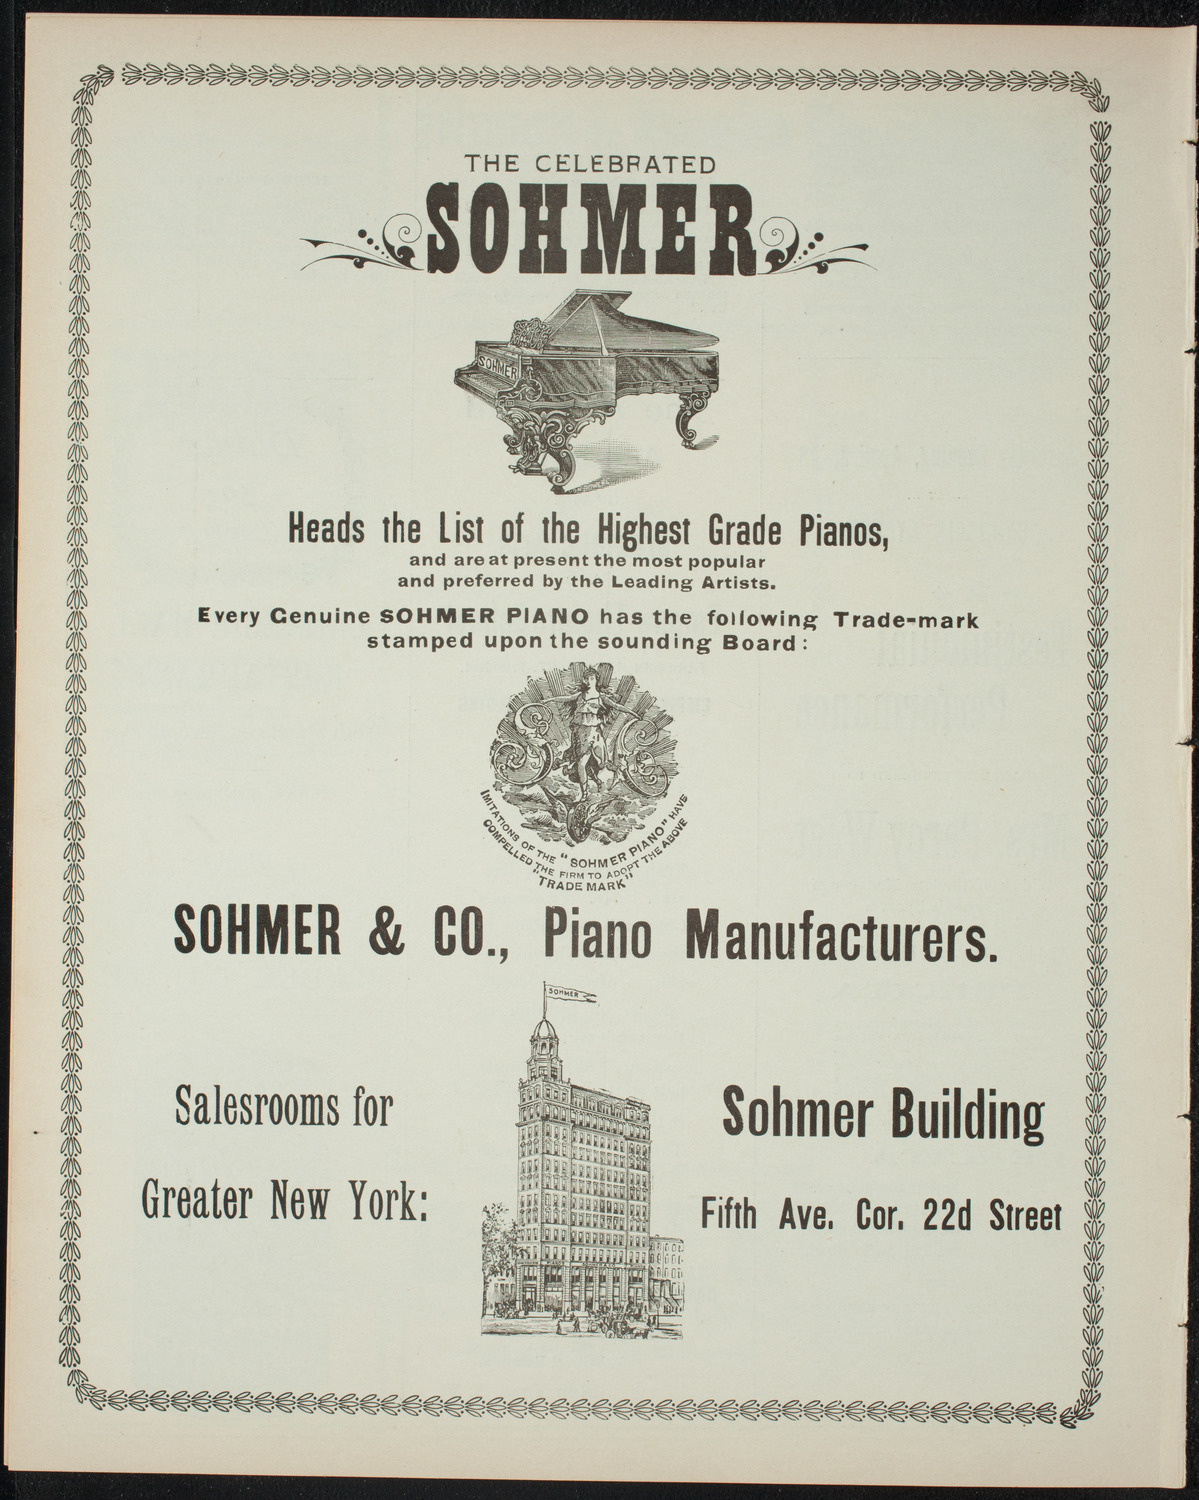 THE CELEBRATED
SOHMER
SOHMER
Heads the List of the Highest Grade Pianos,
and are at present the most popular
and preferred by the Leading Artists.
Every Genuine SOHMER PIANO has the following Trade-mark
stamped upon the sounding Board:
IMITATIONS OF THE "SOHMER PIANO" HAVE
COMPELLED THE FIRM TO ADOPT THE ABOVE
"TRADE MARK"
SOHMER & CO., Piano Manufacturers.
SOHMER
Salesrooms for
Greater New York:
Sohmer Building
Fifth Ave. Cor. 22d Street